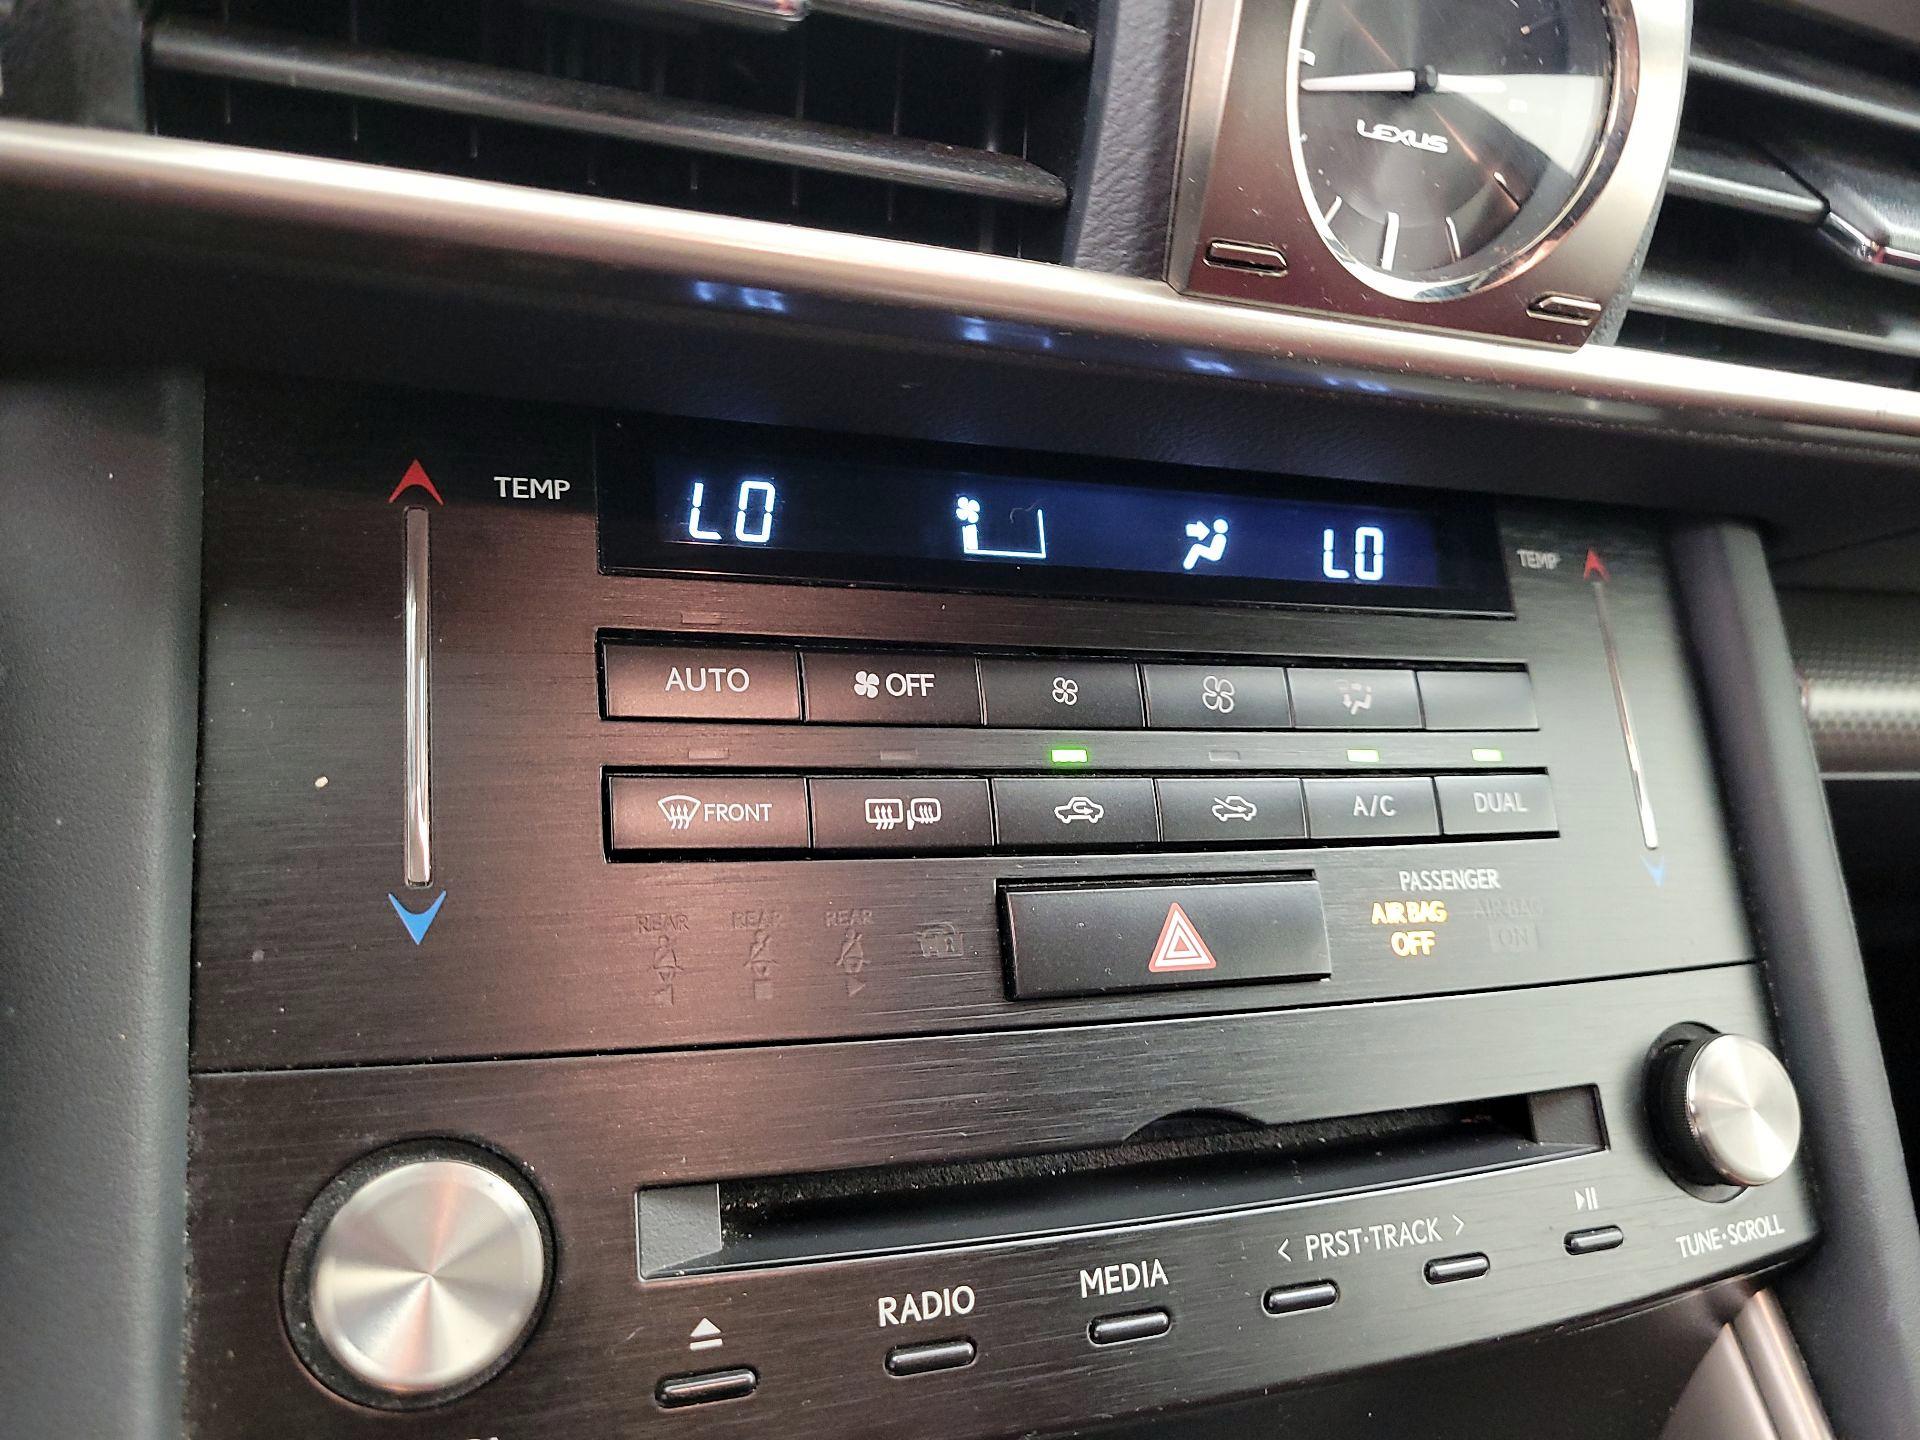 LEXUS
TEMP
LO
LO
TEMP
AUTO
OFF
FRONT
A/C
DUAL
PASSENGER
AIR BAG
OFF
AIR BAG
ON
REAR
REAR
REAR
RADIO
MEDIA
< PRST·TRACK >
TUNE·SCROLL